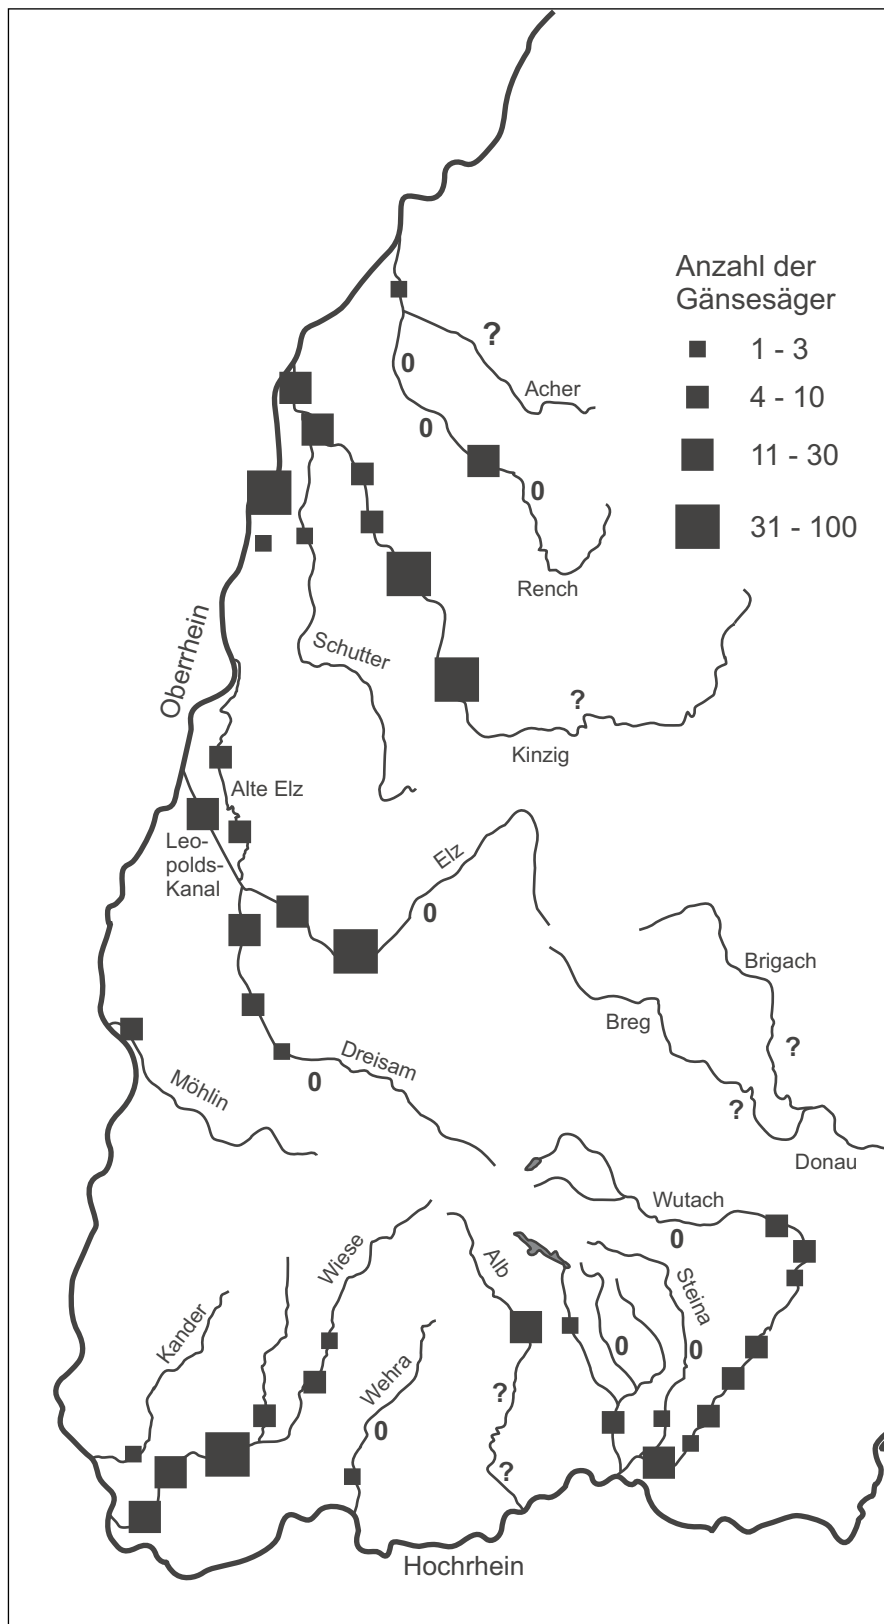 Anzahl der
Gänsesäger
1 - 3
4 - 10
11 - 30
31 - 100
?
0
Acher
0
0
Rench
Oberrhein
Schutter
?
Kinzig
Alte Elz
Leo-
polds-
Kanal
Elz
0
Brigach
Breg
?
?
Donau
Dreisam
0
Möhlin
Wutach
0
Wiese
Alb
Steina
Kander
0
0
Wehra
?
0
?
Hochrhein